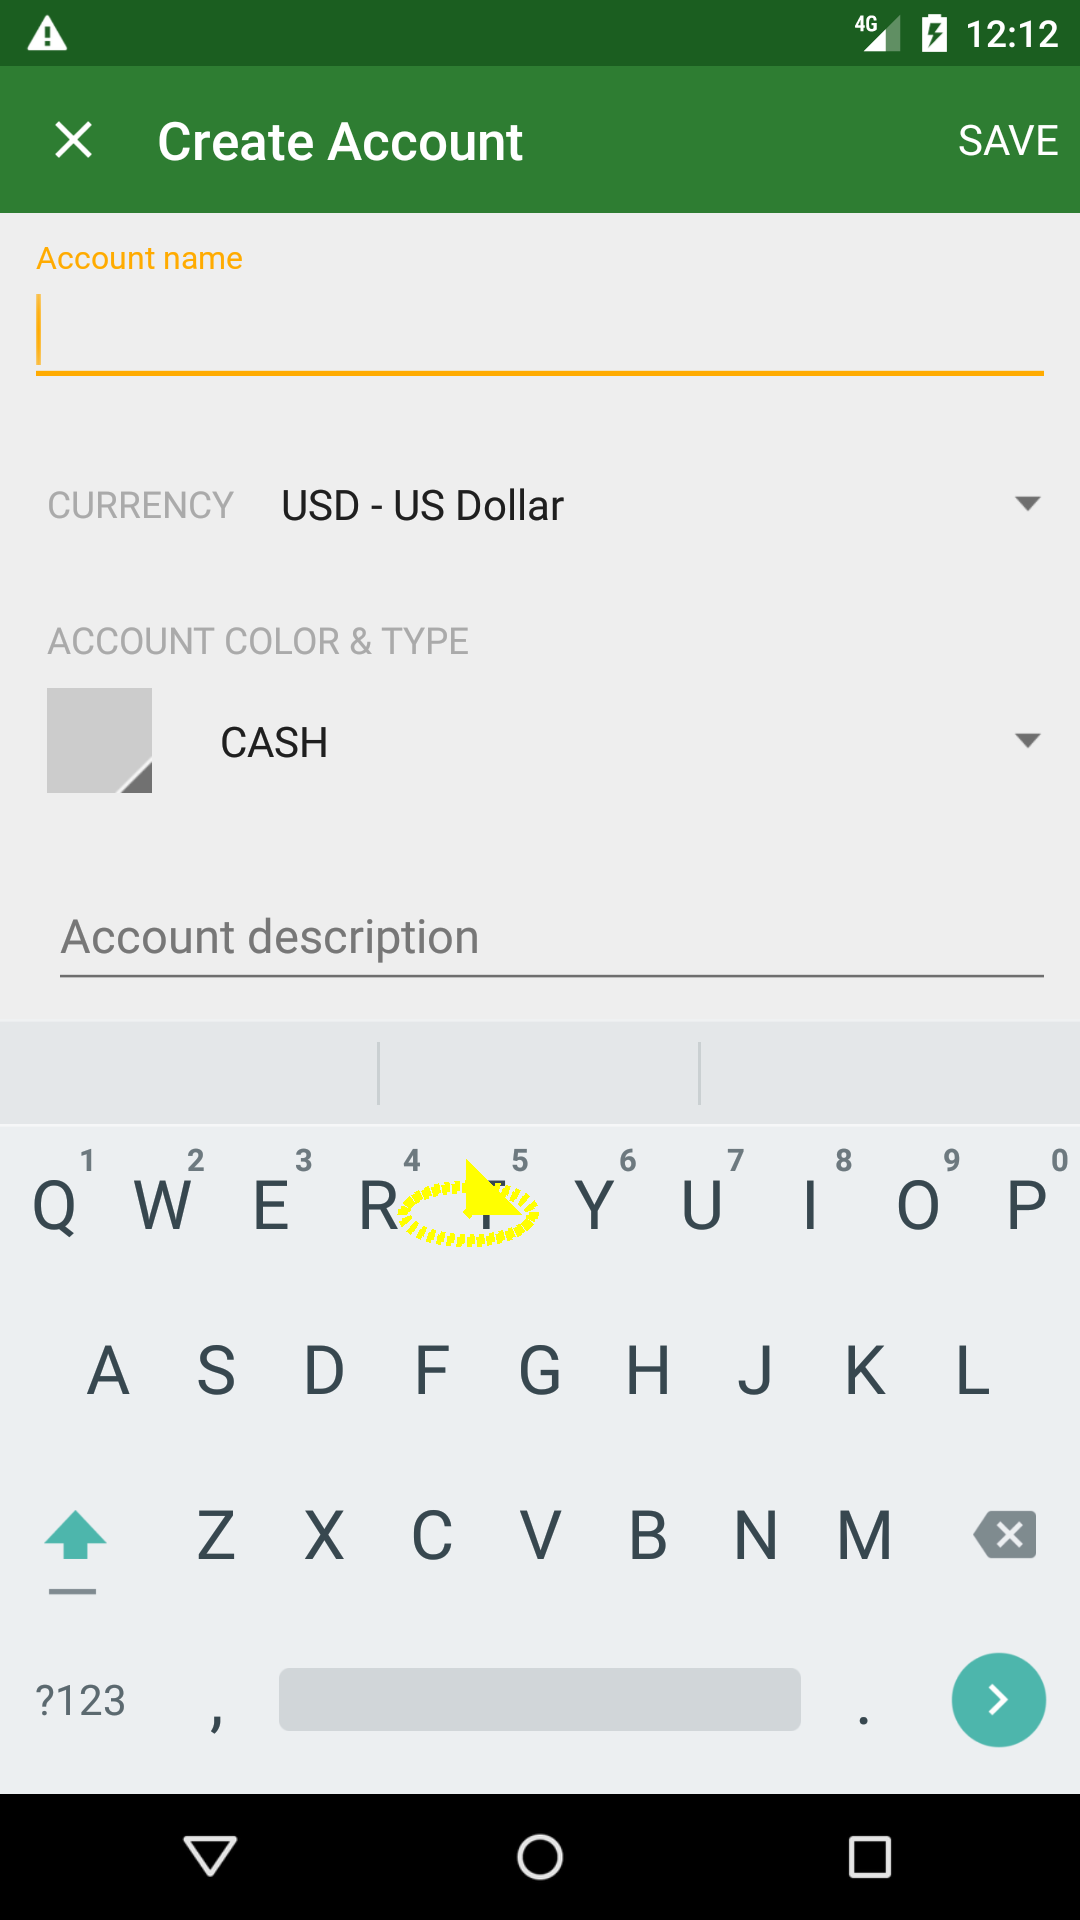 4G 12:12
Create Account SAVE
Account name
CURRENCY USD - US Dollar
ACCOUNT COLOR & TYPE
CASH
Account description
1 2 3 4 5 6 7 8 9 0
Q W E R T Y U I O P
A S D F G H J K L
Z X C V B N M
?123 , .